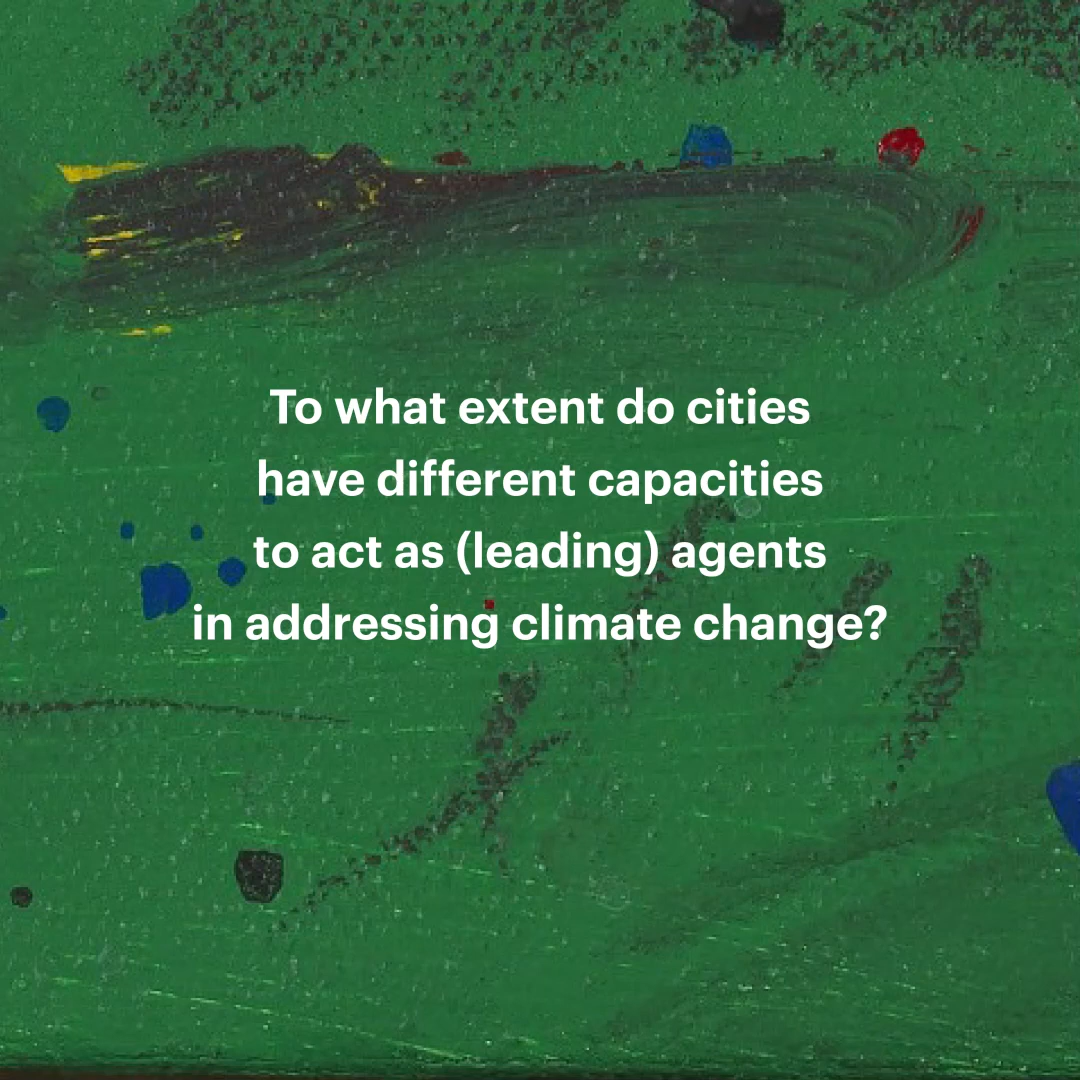 To what extent do cities
have different capacities
to act as (leading) agents
in addressing climate change?